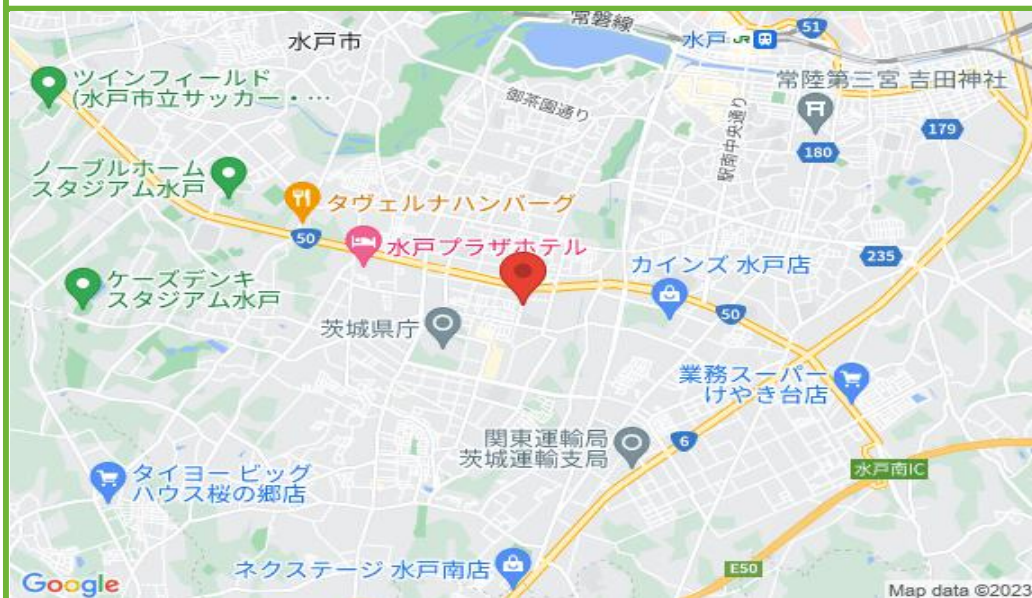 常磐線
51
水戸市
水戸 JR
ツインフィールド
(水戸市立サッカー・…
御茶園通り
駅南中央通り
常陸第三宮 吉田神社
179
180
ノーブルホーム
スタジアム水戸
タヴェルナハンバーグ
50
水戸プラザホテル
カインズ 水戸店
235
ケーズデンキ
スタジアム水戸
茨城県庁
50
業務スーパー
けやき台店
関東運輸局
茨城運輸支局
6
タイヨー ビッグ
ハウス桜の郷店
水戸南IC
ネクステージ 水戸南店
E50
Google
Map data ©2023